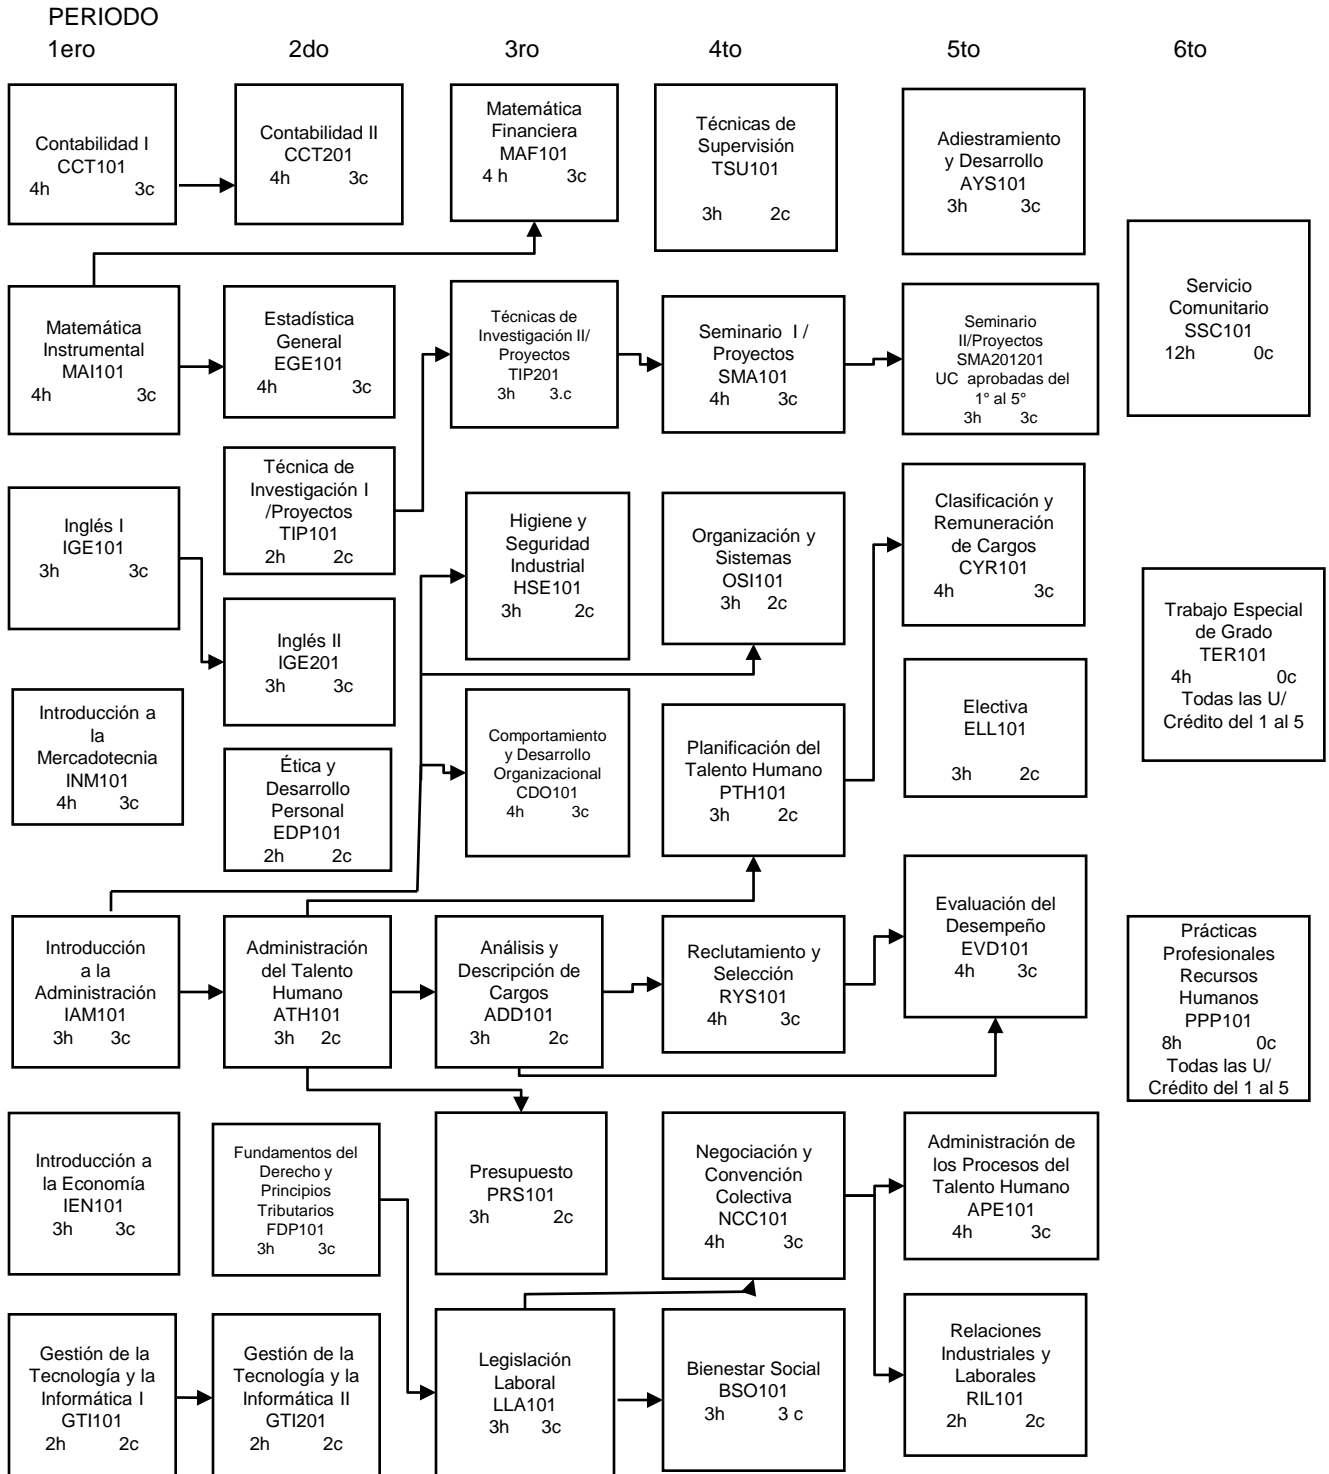 PERIODO
1ero 2do 3ro 4to 5to 6to
Contabilidad I
CCT101
4h 3c
Contabilidad II
CCT201
4h 3c
Matemática
Financiera
MAF101
4 h 3c
Técnicas de
Supervisión
TSU101
3h 2c
Adiestramiento
y Desarrollo
AYS101
3h 3c
Servicio
Comunitario
SSC101
12h 0c
Matemática
Instrumental
MAI101
4h 3c
Estadística
General
EGE101
4h 3c
Técnicas de
Investigación II/
Proyectos
TIP201
3h 3.c
Seminario I /
Proyectos
SMA101
4h 3c
Seminario
II/Proyectos
SMA201201
UC aprobadas del
1° al 5°
3h 3c
Inglés I
IGE101
3h 3c
Técnica de
Investigación I
/Proyectos
TIP101
2h 2c
Higiene y
Seguridad
Industrial
HSE101
3h 2c
Organización y
Sistemas
OSI101
3h 2c
Clasificación y
Remuneración
de Cargos
CYR101
4h 3c
Trabajo Especial
de Grado
TER101
4h 0c
Todas las U/
Crédito del 1 al 5
Inglés II
IGE201
3h 3c
Introducción a
la
Mercadotecnia
INM101
4h 3c
Ética y
Desarrollo
Personal
EDP101
2h 2c
Comportamiento
y Desarrollo
Organizacional
CDO101
4h 3c
Planificación del
Talento Humano
PTH101
3h 2c
Electiva
ELL101
3h 2c
Introducción
a la
Administración
IAM101
3h 3c
Administración
del Talento
Humano
ATH101
3h 2c
Análisis y
Descripción de
Cargos
ADD101
3h 2c
Reclutamiento y
Selección
RYS101
4h 3c
Evaluación del
Desempeño
EVD101
4h 3c
Prácticas
Profesionales
Recursos
Humanos
PPP101
8h 0c
Todas las U/
Crédito del 1 al 5
Introducción a
la Economía
IEN101
3h 3c
Fundamentos del
Derecho y
Principios
Tributarios
FDP101
3h 3c
Presupuesto
PRS101
3h 2c
Negociación y
Convención
Colectiva
NCC101
4h 3c
Administración de
los Procesos del
Talento Humano
APE101
4h 3c
Gestión de la
Tecnología y la
Informática I
GTI101
2h 2c
Gestión de la
Tecnología y la
Informática II
GTI201
2h 2c
Legislación
Laboral
LLA101
3h 3c
Bienestar Social
BSO101
3h 3 c
Relaciones
Industriales y
Laborales
RIL101
2h 2c